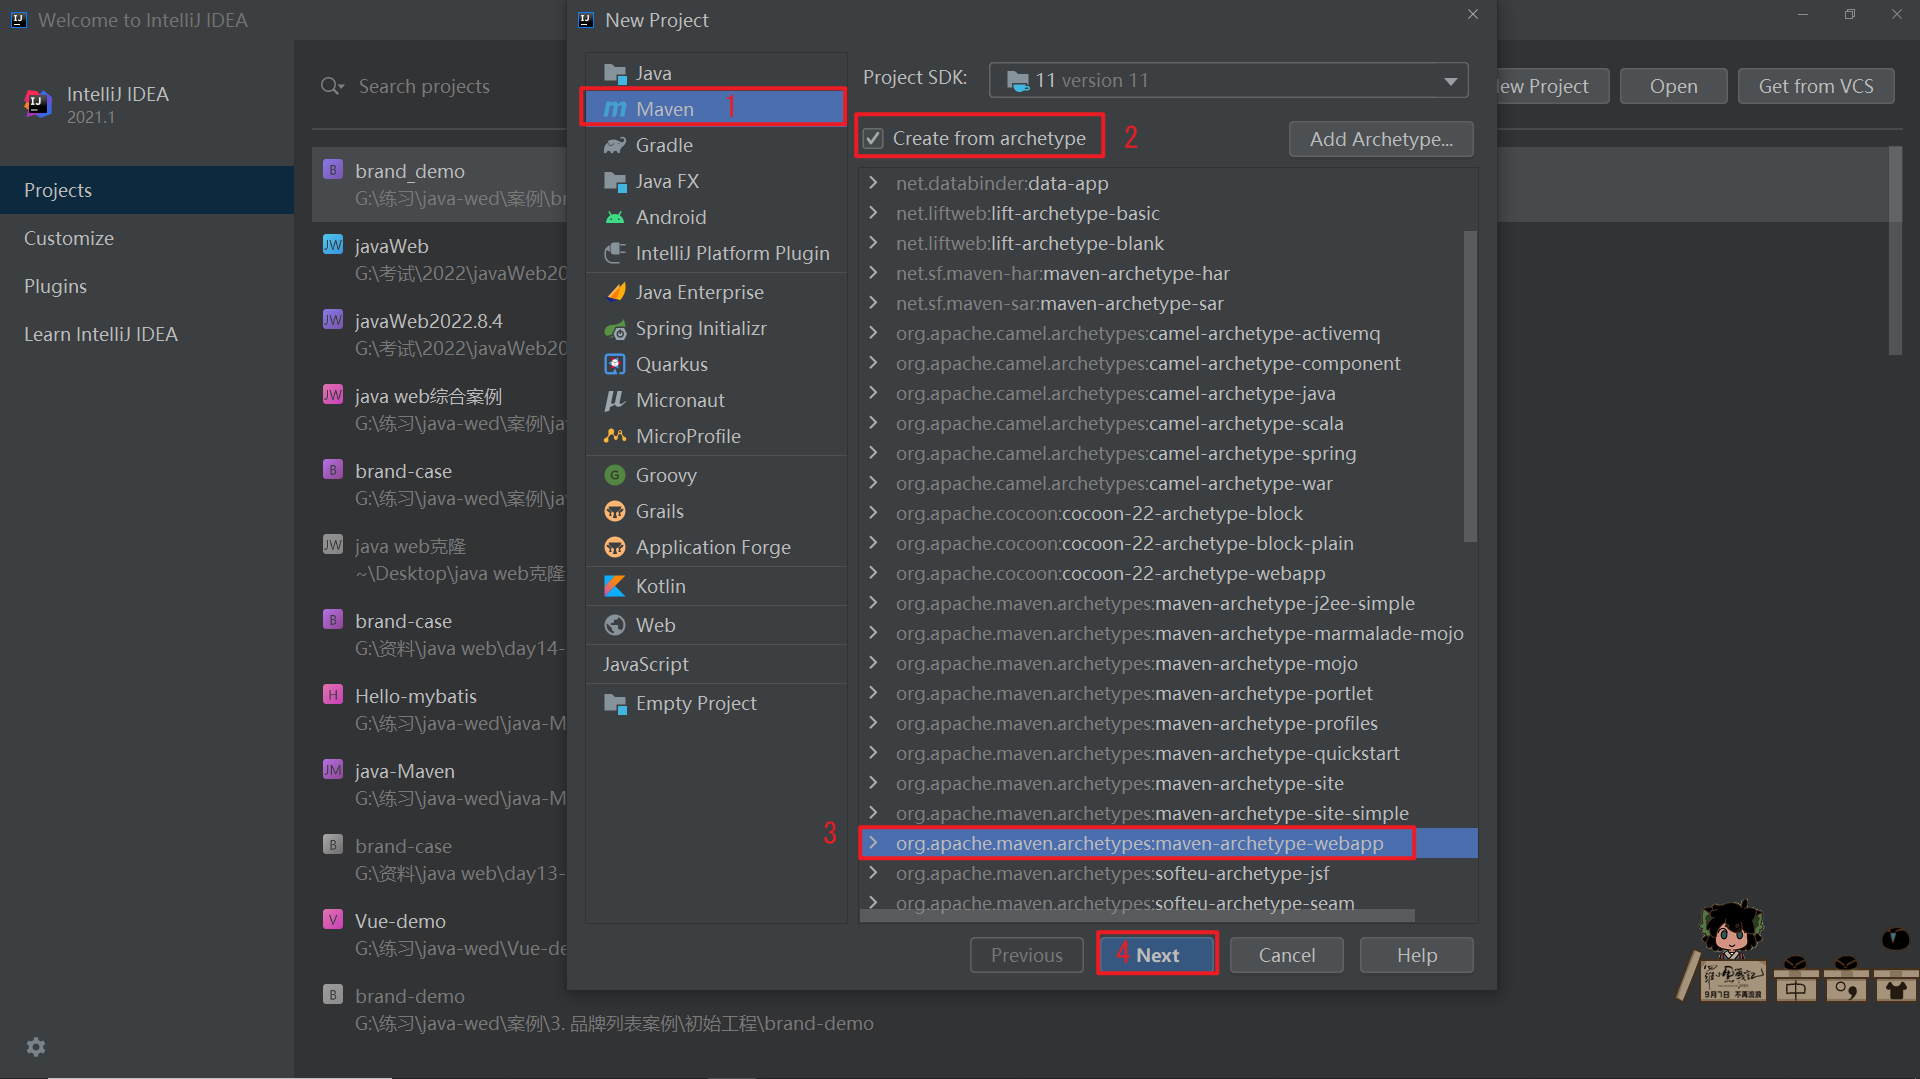 Welcome to IntelliJ IDEA
IntelliJ IDEA
2021.1
Projects
Customize
Plugins
Learn IntelliJ IDEA
Search projects
B
brand_demo
G:\练习\java-wed\案例\br
JW
javaWeb
G:\考试\2022\javaWeb20
JW
javaWeb2022.8.4
G:\考试\2022\javaWeb20
JW
java web综合案例
G:\练习\java-wed\案例\ja
B
brand-case
G:\练习\java-wed\案例\ja
JW
java web克隆
~\Desktop\java web克隆
B
brand-case
G:\资料\java web\day14-
H
Hello-mybatis
G:\练习\java-wed\java-M
JM
java-Maven
G:\练习\java-wed\java-M
B
brand-case
G:\资料\java web\day13-
V
Vue-demo
G:\练习\java-wed\Vue-de
B
brand-demo
G:\练习\java-wed\案例\3. 品牌列表案例\初始工程\brand-demo
New Project
Java
Maven 1
Gradle
Java FX
Android
IntelliJ Platform Plugin
Java Enterprise
Spring Initializr
Quarkus
Micronaut
MicroProfile
Groovy
Grails
Application Forge
Kotlin
Web
JavaScript
Empty Project
Project SDK: 11 version 11
Create from archetype 2
Add Archetype...
net.databinder:data-app
net.liftweb:lift-archetype-basic
net.liftweb:lift-archetype-blank
net.sf.maven-har:maven-archetype-har
net.sf.maven-sar:maven-archetype-sar
org.apache.camel.archetypes:camel-archetype-activemq
org.apache.camel.archetypes:camel-archetype-component
org.apache.camel.archetypes:camel-archetype-java
org.apache.camel.archetypes:camel-archetype-scala
org.apache.camel.archetypes:camel-archetype-spring
org.apache.camel.archetypes:camel-archetype-war
org.apache.cocoon:cocoon-22-archetype-block
org.apache.cocoon:cocoon-22-archetype-block-plain
org.apache.cocoon:cocoon-22-archetype-webapp
org.apache.maven.archetypes:maven-archetype-j2ee-simple
org.apache.maven.archetypes:maven-archetype-marmalade-mojo
org.apache.maven.archetypes:maven-archetype-mojo
org.apache.maven.archetypes:maven-archetype-portlet
org.apache.maven.archetypes:maven-archetype-profiles
org.apache.maven.archetypes:maven-archetype-quickstart
org.apache.maven.archetypes:maven-archetype-site
org.apache.maven.archetypes:maven-archetype-site-simple
3 org.apache.maven.archetypes:maven-archetype-webapp
org.apache.maven.archetypes:softeu-archetype-jsf
org.apache.maven.archetypes:softeu-archetype-seam
Previous
4 Next
Cancel
Help
ew Project
Open
Get from VCS
羅小黑戰記
9月7日 不再流浪
中